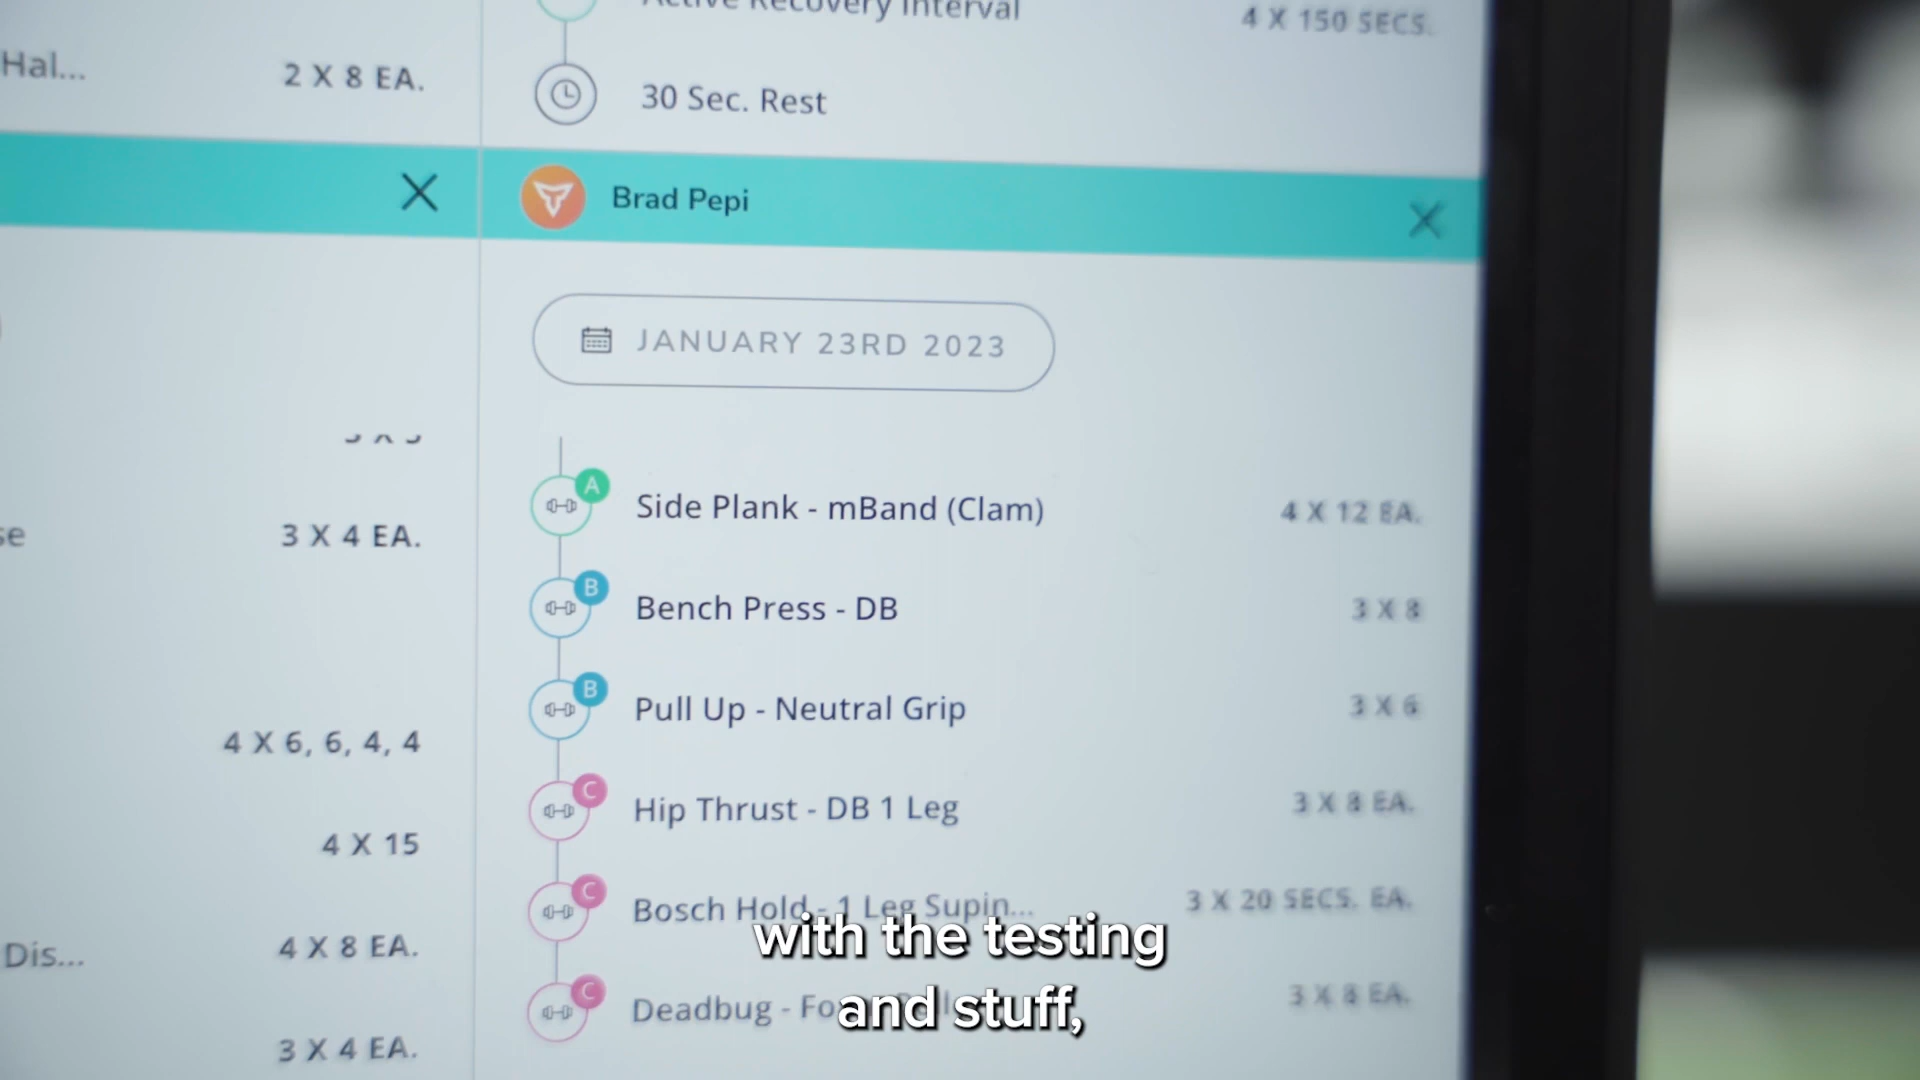 Hal...
2 X 8 EA.
Recovery Interval
4 X 150 SECS.
30 Sec. Rest
Brad Pepi
JANUARY 23RD 2023
A
Side Plank - mBand (Clam)
4 X 12 EA.
se
3 X 4 EA.
B
Bench Press - DB
3 X 8
B
Pull Up - Neutral Grip
3 X 6
4 X 6, 6, 4, 4
C
Hip Thrust - DB 1 Leg
3 X 8 EA.
4 X 15
C
Bosch Hold - 1 Leg Supin...
3 X 20 SECS. EA.
Dis...
4 X 8 EA.
C
Deadbug -
3 X 8 EA.
3 X 4 EA.
with the testing
and stuff,